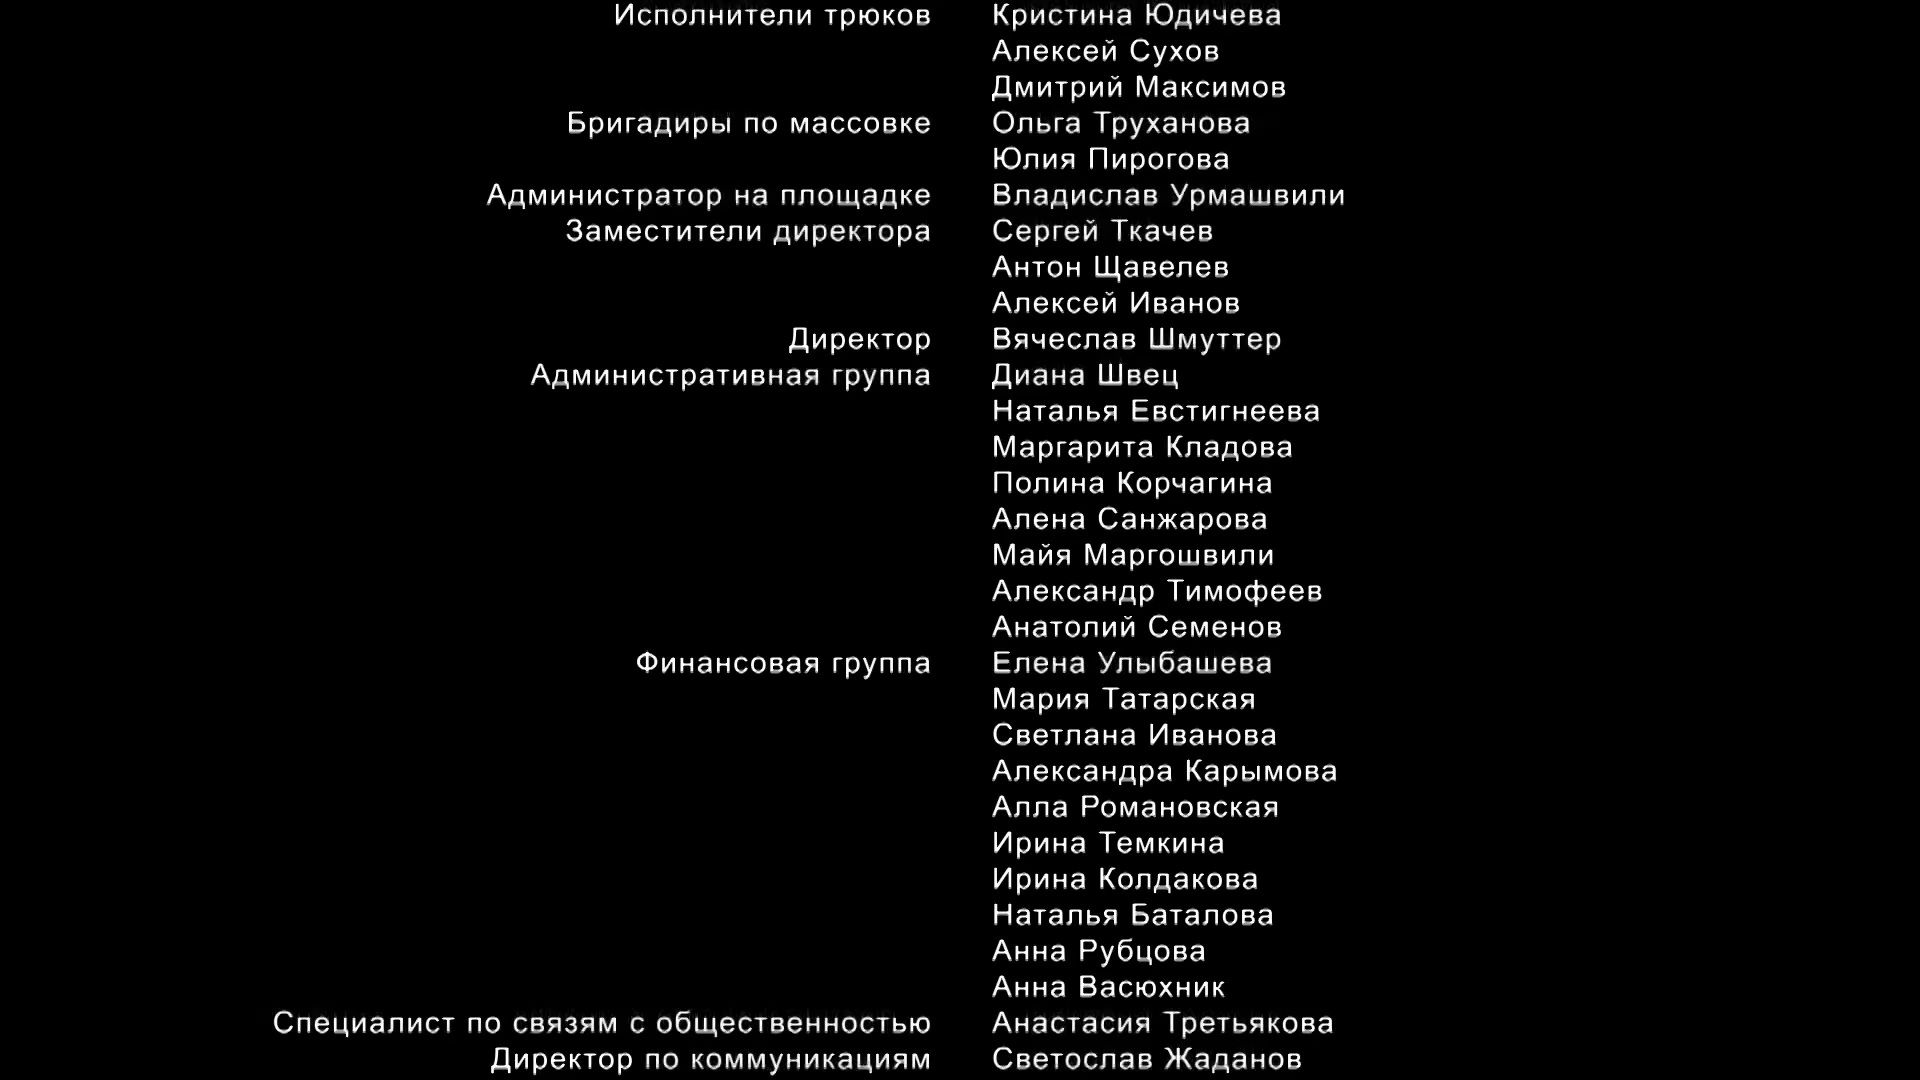 Исполнители трюков Кристина Юдичева
Алексей Сухов
Дмитрий Максимов
Бригадиры по массовке Ольга Труханова
Юлия Пирогова
Администратор на площадке Владислав Урмашвили
Заместители директора Сергей Ткачев
Антон Щавелев
Алексей Иванов
Директор Вячеслав Шмуттер
Административная группа Диана Швец
Наталья Евстигнеева
Маргарита Кладова
Полина Корчагина
Алена Санжарова
Майя Маргошвили
Александр Тимофеев
Анатолий Семенов
Финансовая группа Елена Улыбашева
Мария Татарская
Светлана Иванова
Александра Карымова
Алла Романовская
Ирина Темкина
Ирина Колдакова
Наталья Баталова
Анна Рубцова
Анна Васюхник
Специалист по связям с общественностью Анастасия Третьякова
Директор по коммуникациям Светослав Жаданов